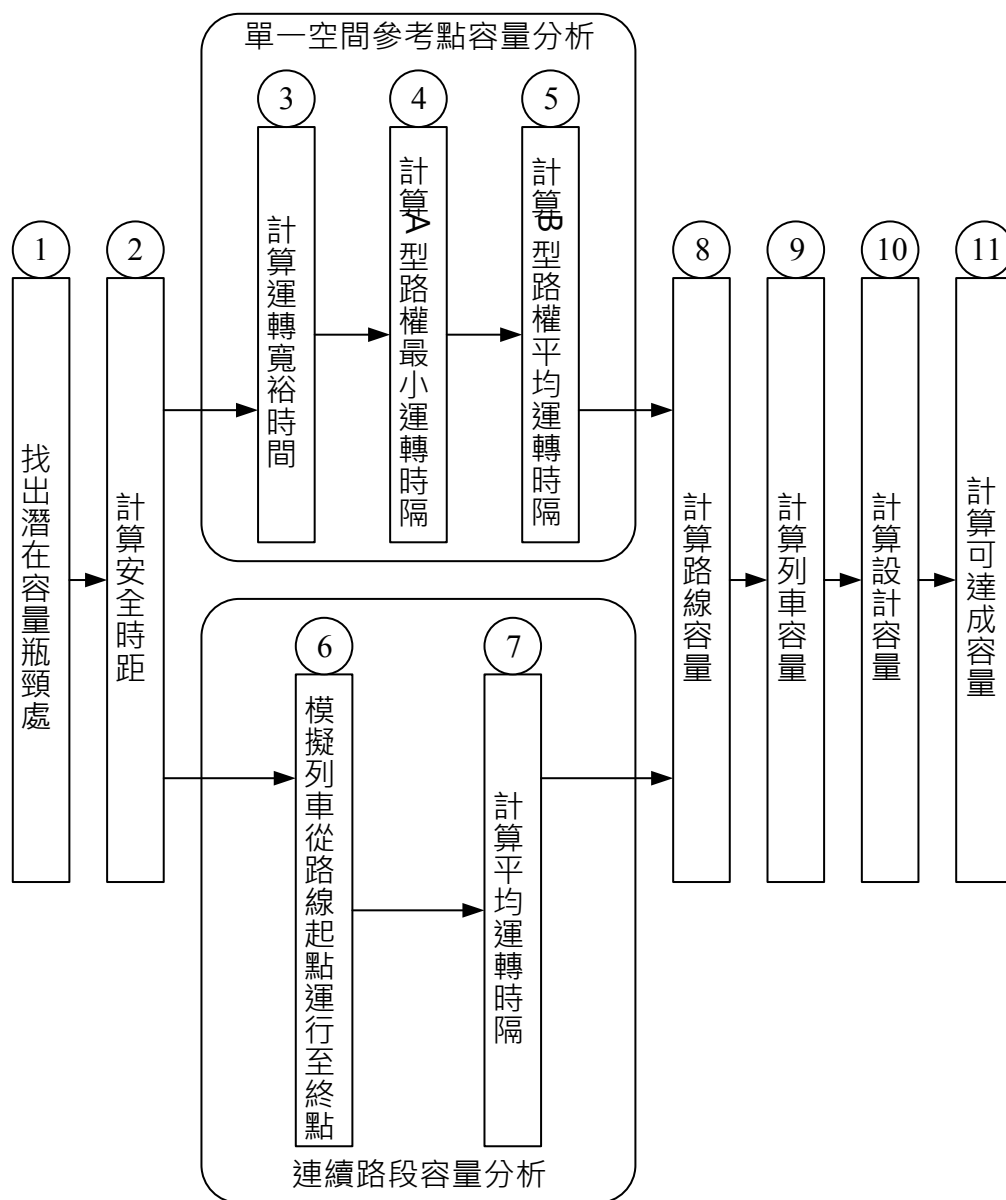 單一空間參考點容量分析
1
找出潛在容量瓶頸處
2
計算安全時距
3
計算運轉寬裕時間
4
計算A型路權最小運轉時隔
5
計算B型路權平均運轉時隔
6
模擬列車從路線起點運行至終點
7
計算平均運轉時隔
連續路段容量分析
8
計算路線容量
9
計算列車容量
10
計算設計容量
11
計算可達成容量